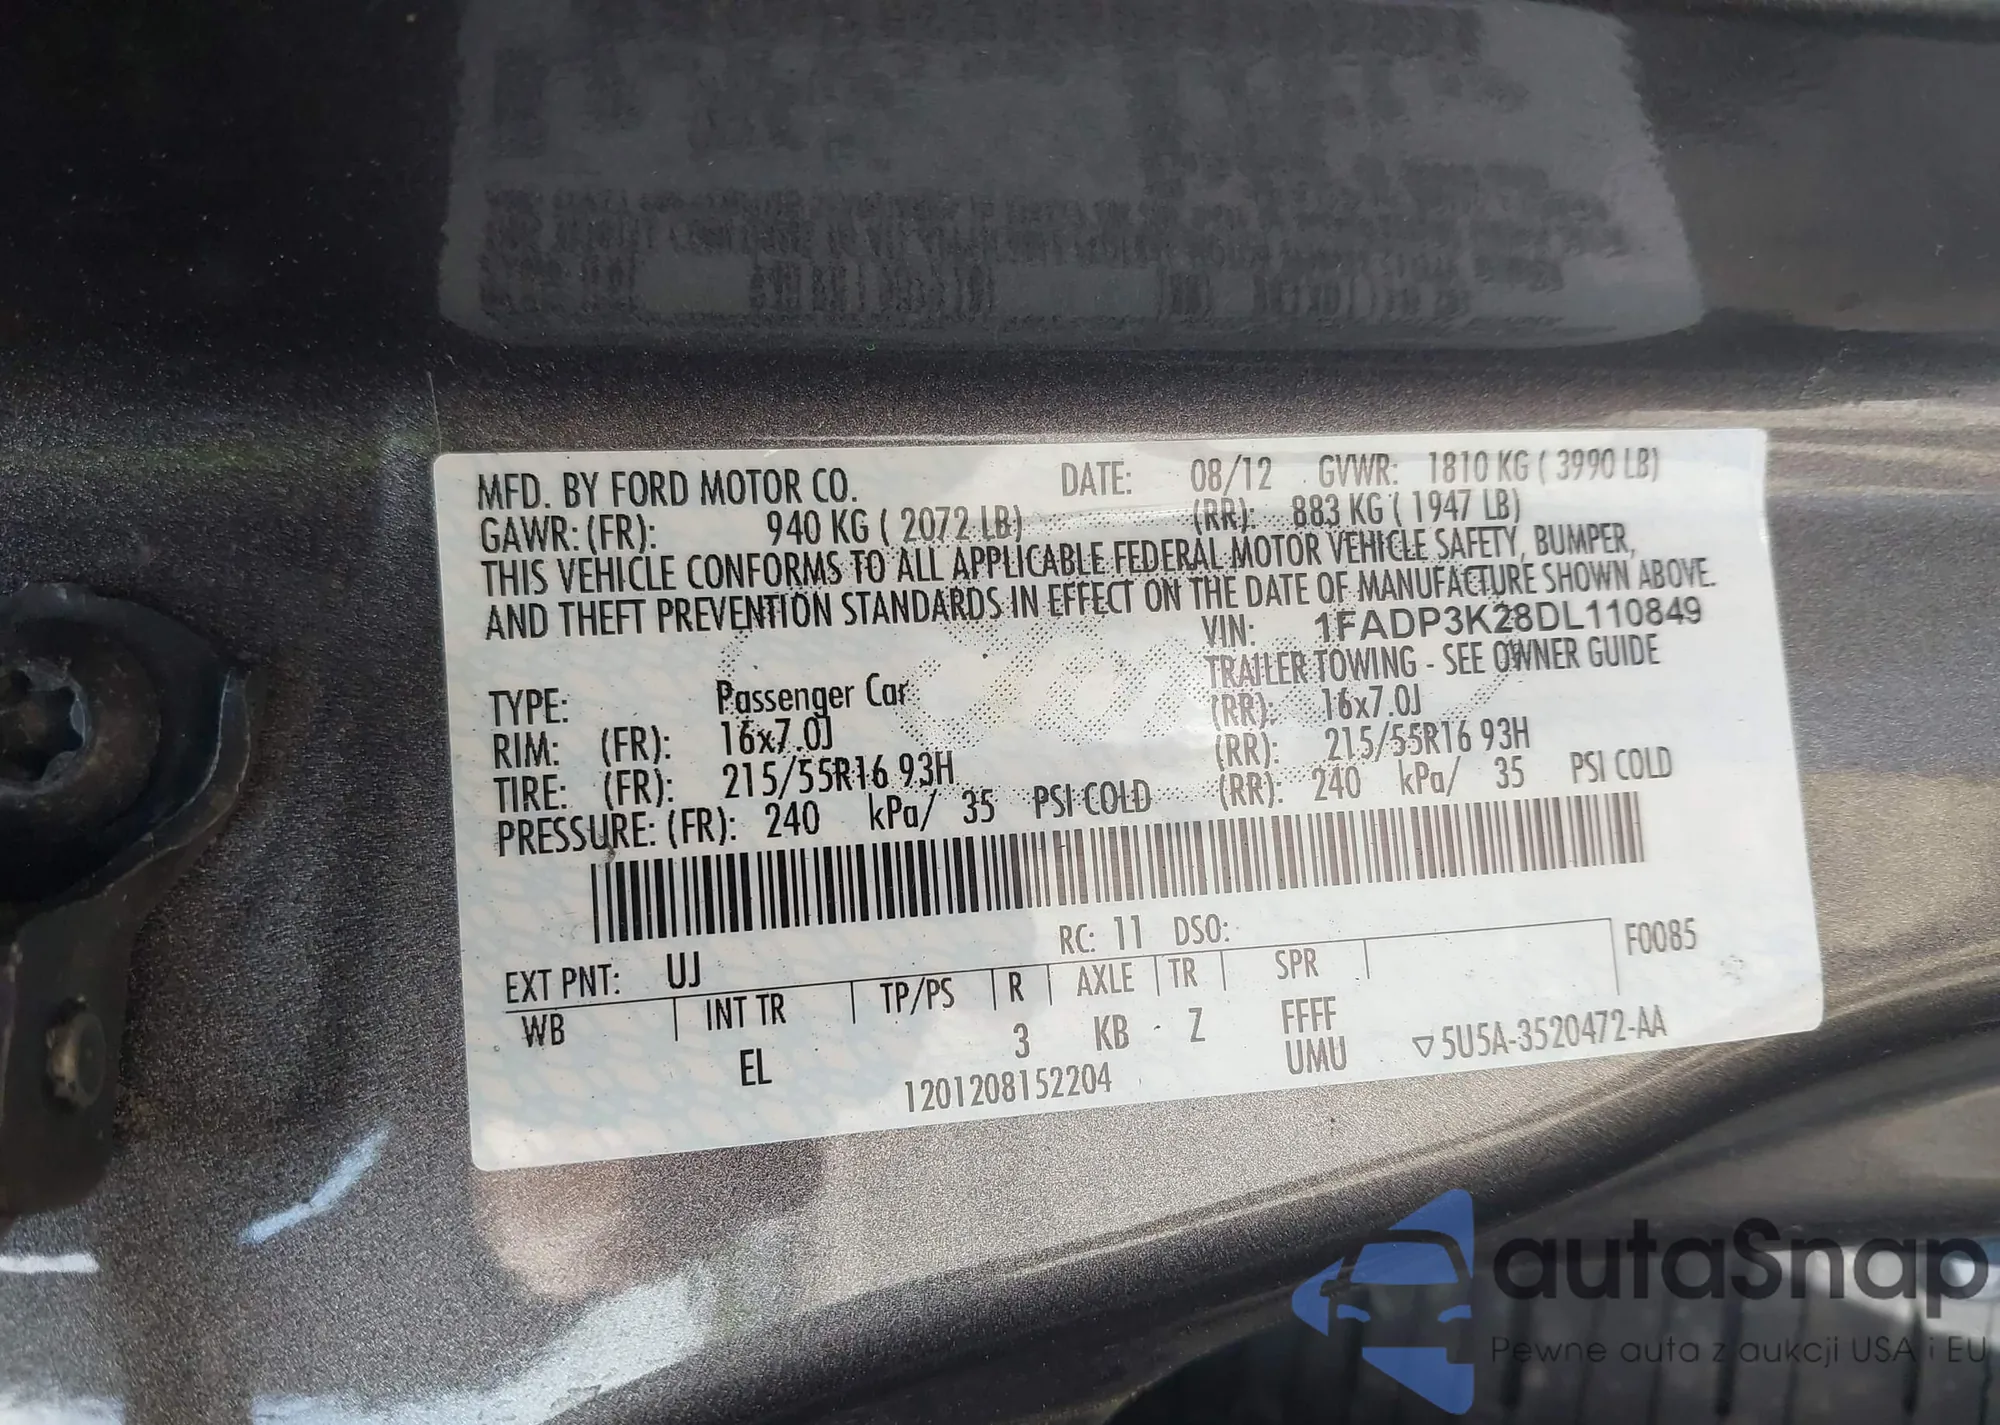 MFD. BY FORD MOTOR CO. DATE: 08/12 GVWR: 1810 KG ( 3990 LB)
GAWR: (FR): 940 KG ( 2072 LB) (RR): 883 KG ( 1947 LB)
THIS VEHICLE CONFORMS TO ALL APPLICABLE FEDERAL MOTOR VEHICLE SAFETY, BUMPER,
AND THEFT PREVENTION STANDARDS IN EFFECT ON THE DATE OF MANUFACTURE SHOWN ABOVE.
VIN: 1FADP3K28DL110849
TYPE: Passenger Car TRAILER TOWING - SEE OWNER GUIDE
RIM: (FR): 16x7.0J (RR): 16x7.0J
TIRE: (FR): 215/55R16 93H (RR): 215/55R16 93H
PRESSURE: (FR): 240 kPa/ 35 PSI COLD (RR): 240 kPa/ 35 PSI COLD
EXT PNT: UJ RC: 11 DSO: F0085
WB INT TR TP/PS R AXLE TR SPR
EL 3 KB Z FFFF
UMU ▽5U5A-3520472-AA
1201208152204
autaSnap
Pewne auta z aukcji USA i EU